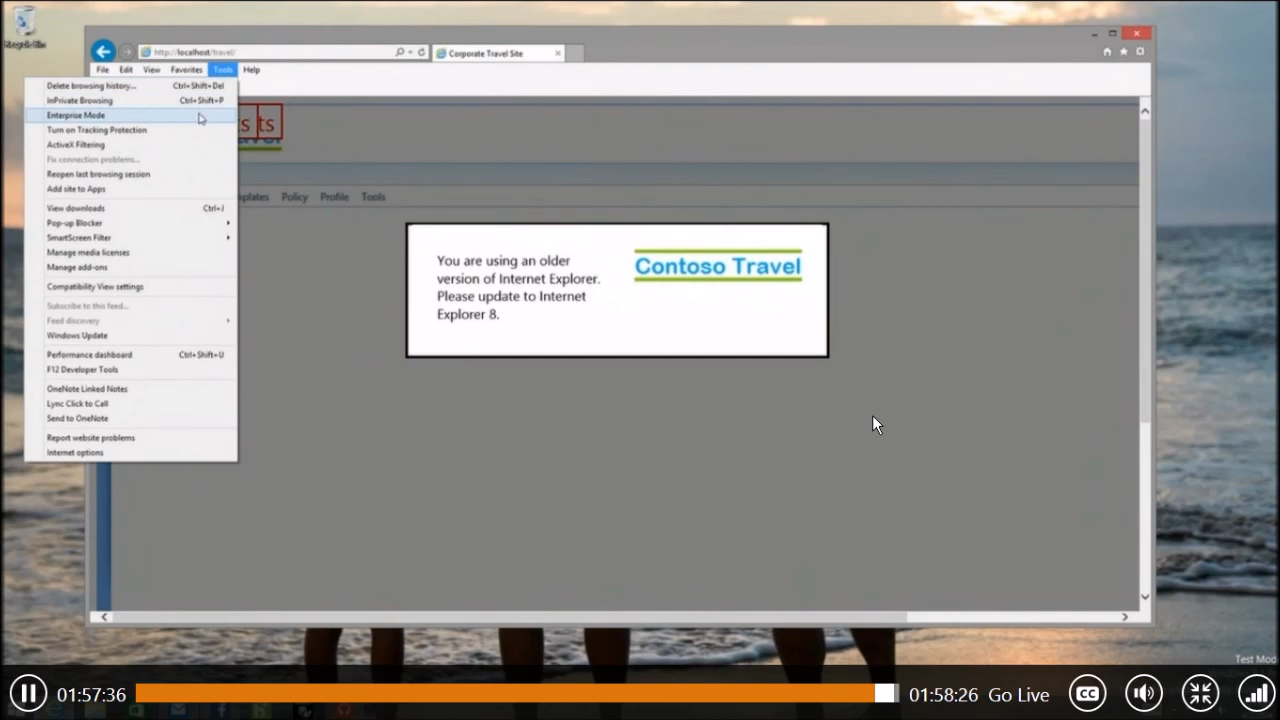 Recycle Bin
http://localhost/travel/
Corporate Travel Site
File Edit View Favorites Tools Help
Delete browsing history... Ctrl+Shift+Del
InPrivate Browsing Ctrl+Shift+P
Enterprise Mode
Turn on Tracking Protection
ActiveX Filtering
Fix connection problems...
Reopen last browsing session
Add site to Apps
View downloads Ctrl+J
Pop-up Blocker
SmartScreen Filter
Manage media licenses
Manage add-ons
Compatibility View settings
Subscribe to this feed...
Feed discovery
Windows Update
Performance dashboard Ctrl+Shift+U
F12 Developer Tools
OneNote Linked Notes
Lync Click to Call
Send to OneNote
Report website problems
Internet options
s ts
plates Policy Profile Tools
You are using an older
version of Internet Explorer.
Please update to Internet
Explorer 8.
Contoso Travel
Test Mod
01:57:36
01:58:26 Go Live
CC